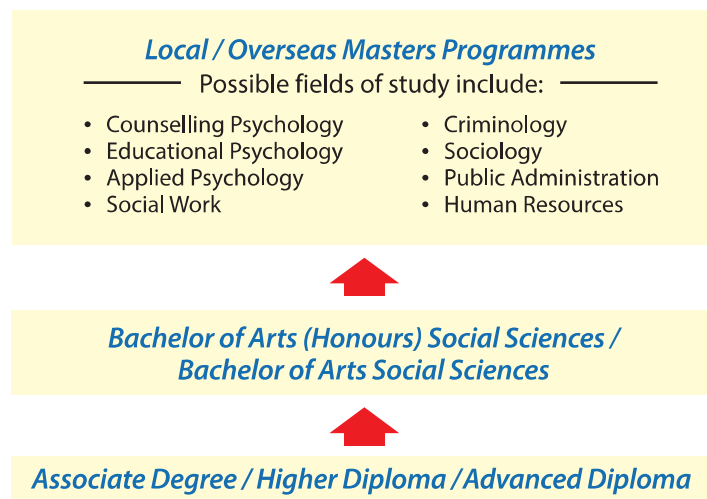 Local / Overseas Masters Programmes
Possible fields of study include:
• Counselling Psychology
• Educational Psychology
• Applied Psychology
• Social Work
• Criminology
• Sociology
• Public Administration
• Human Resources
Bachelor of Arts (Honours) Social Sciences /
Bachelor of Arts Social Sciences
Associate Degree / Higher Diploma / Advanced Diploma